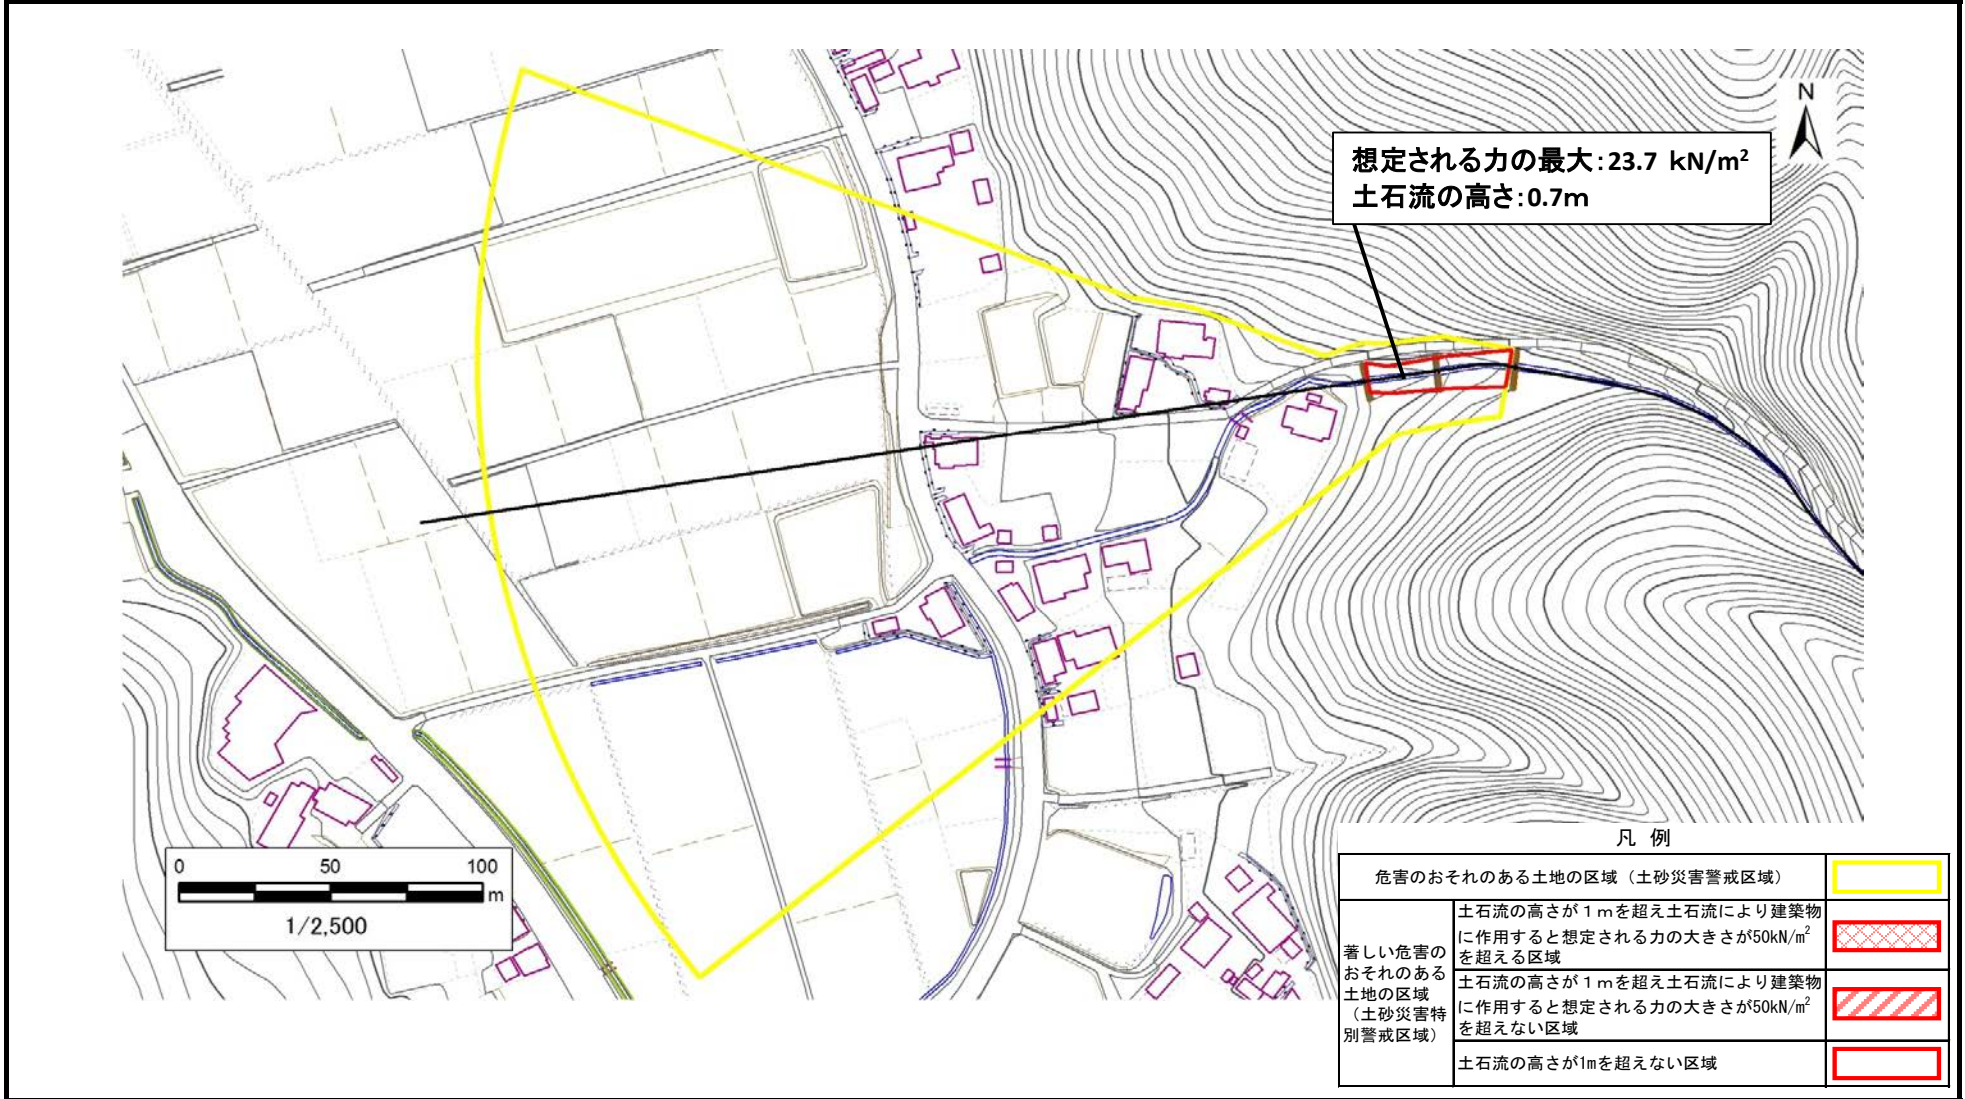 N
想定される力の最大:23.7 kN/m²
土石流の高さ:0.7m
0 50 100
m
1/2,500
凡 例
危害のおそれのある土地の区域（土砂災害警戒区域）
著しい危害の
おそれのある
土地の区域
（土砂災害特
別警戒区域）
土石流の高さが１ｍを超え土石流により建築物
に作用すると想定される力の大きさが50kN/m²
を超える区域
土石流の高さが１ｍを超え土石流により建築物
に作用すると想定される力の大きさが50kN/m²
を超えない区域
土石流の高さが1mを超えない区域